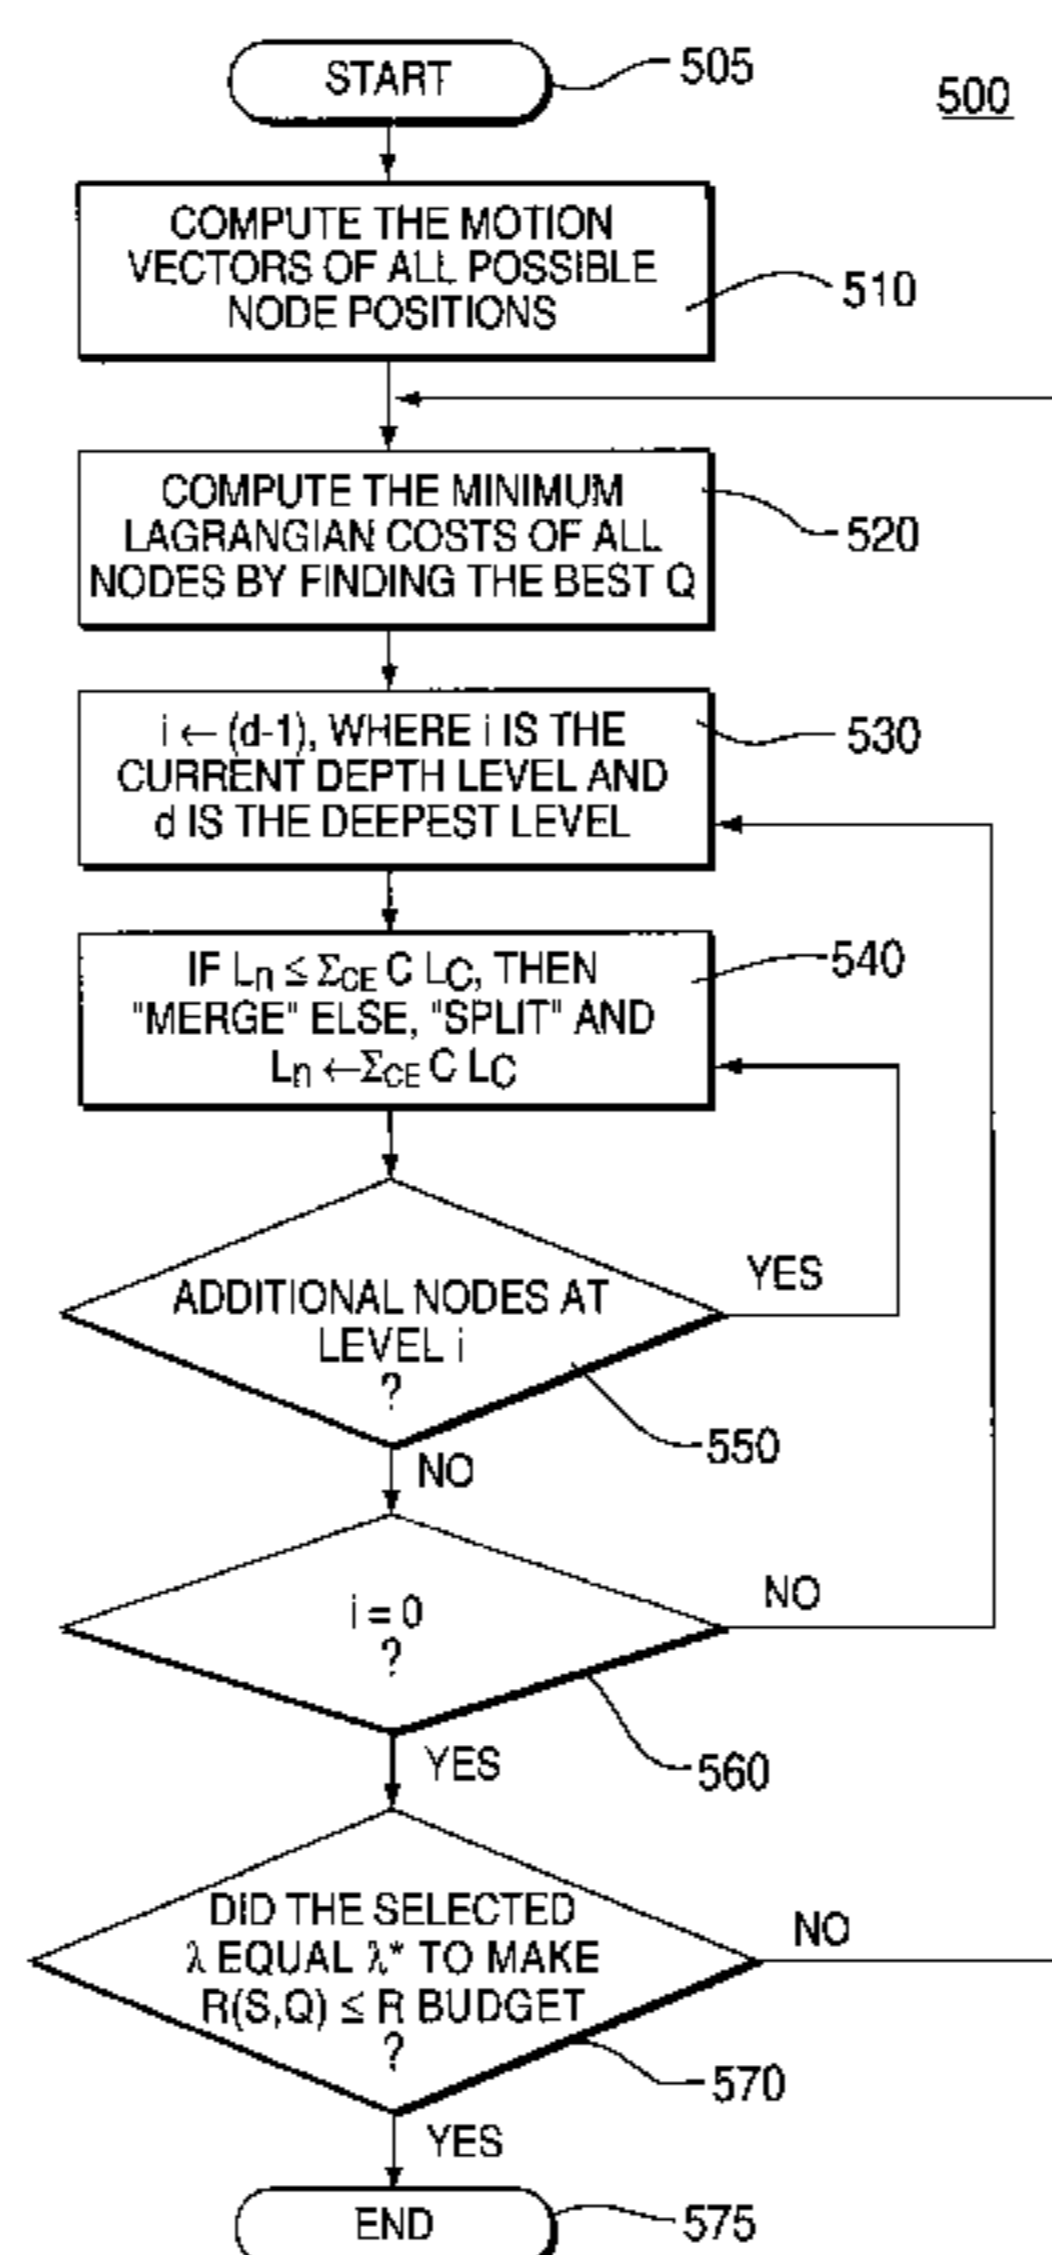 START
505
500
COMPUTE THE MOTION
VECTORS OF ALL POSSIBLE
NODE POSITIONS
510
COMPUTE THE MINIMUM
LAGRANGIAN COSTS OF ALL
NODES BY FINDING THE BEST Q
520
i ← (d-1), WHERE i IS THE
CURRENT DEPTH LEVEL AND
d IS THE DEEPEST LEVEL
530
IF Ln ≤ ΣCE C LC, THEN
"MERGE" ELSE, "SPLIT" AND
Ln ←ΣCE C LC
540
ADDITIONAL NODES AT
LEVEL i
?
YES
550
NO
i = 0
?
NO
560
YES
DID THE SELECTED
λ EQUAL λ* TO MAKE
R(S,Q) ≤ R BUDGET
?
NO
570
YES
END
575